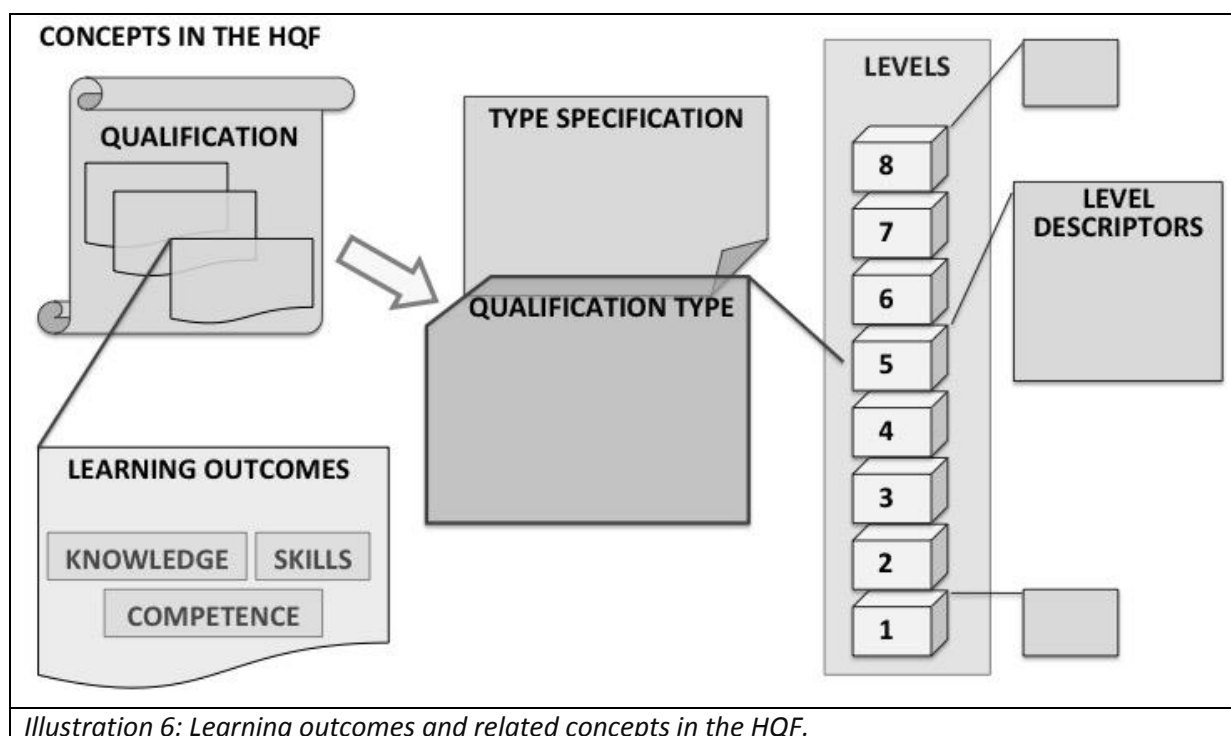 CONCEPTS IN THE HQF
QUALIFICATION
TYPE SPECIFICATION
QUALIFICATION TYPE
LEARNING OUTCOMES
KNOWLEDGE
SKILLS
COMPETENCE
LEVELS
8
7
6
5
4
3
2
1
LEVEL
DESCRIPTORS
Illustration 6: Learning outcomes and related concepts in the HQF.